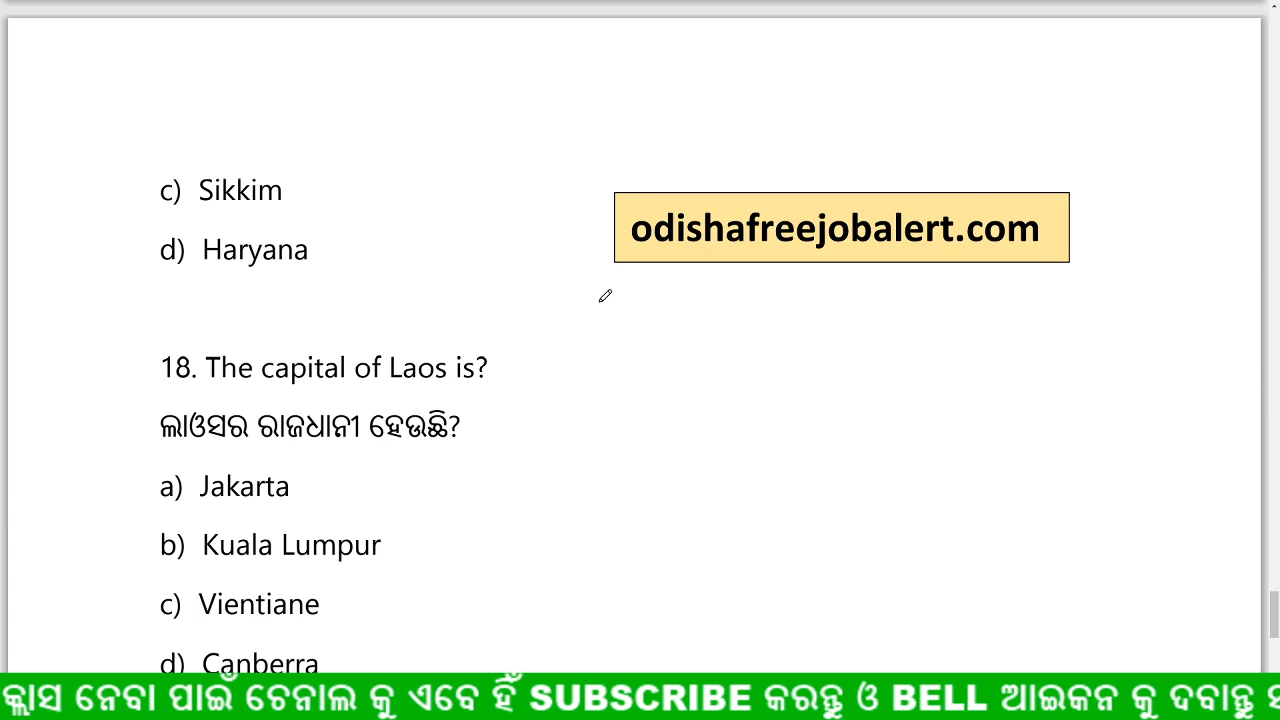 c) Sikkim
odishafreejobalert.com
d) Haryana
18. The capital of Laos is?
ଲାଓସର ରାଜଧାନୀ ହେଉଛି?
a) Jakarta
b) Kuala Lumpur
c) Vientiane
d) Canberra
କ୍ଲାସ ନେବା ପାଇଁ ଚେନାଲ କୁ ଏବେ ହିଁ SUBSCRIBE କରନ୍ତୁ ଓ BELL ଆଇକନ କୁ ଦବାନ୍ତୁ